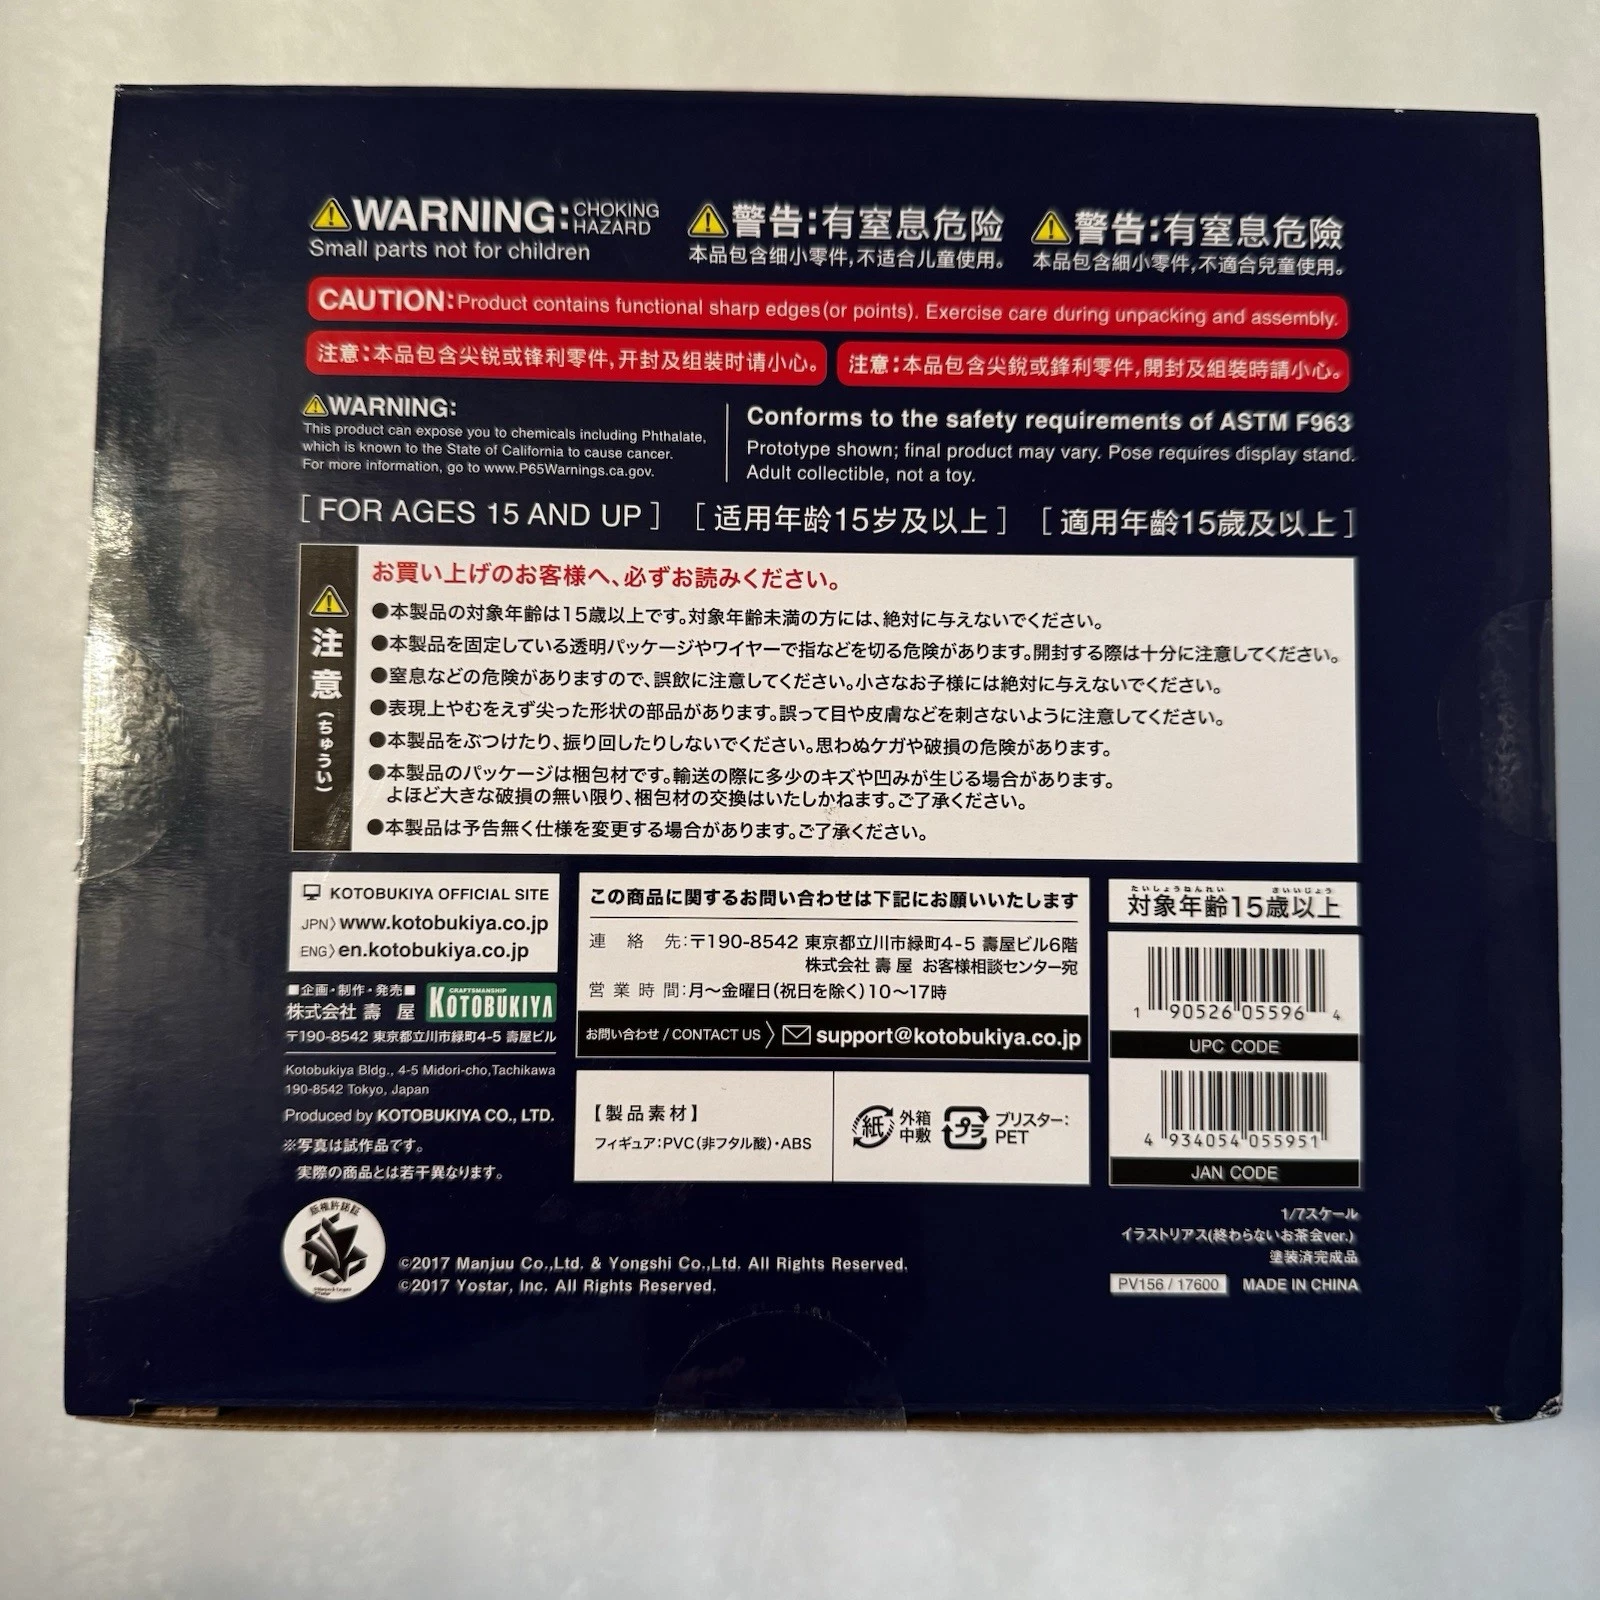 ⚠WARNING: CHOKING HAZARD
Small parts not for children
⚠警告:有窒息危险
本品包含细小零件,不适合儿童使用。
⚠警告:有窒息危險
本品包含細小零件,不適合兒童使用。
CAUTION:Product contains functional sharp edges(or points). Exercise care during unpacking and assembly.
注意:本品包含尖锐或锋利零件,开封及组装时请小心。
注意:本品包含尖銳或鋒利零件,開封及組裝時請小心。
⚠WARNING:
This product can expose you to chemicals including Phthalate,
which is known to the State of California to cause cancer.
For more information, go to www.P65Warnings.ca.gov.
Conforms to the safety requirements of ASTM F963
Prototype shown; final product may vary. Pose requires display stand.
Adult collectible, not a toy.
[ FOR AGES 15 AND UP ]
[ 适用年龄15岁及以上 ]
[ 適用年齡15歲及以上 ]
⚠注意(ちゅうい)
お買い上げのお客様へ、必ずお読みください。
●本製品の対象年齢は15歳以上です。対象年齢未満の方には、絶対に与えないでください。
●本製品を固定している透明パッケージやワイヤーで指などを切る危険があります。開封する際は十分に注意してください。
●窒息などの危険がありますので、誤飲に注意してください。小さなお子様には絶対に与えないでください。
●表現上やむをえず尖った形状の部品があります。誤って目や皮膚などを刺さないように注意してください。
●本製品をぶつけたり、振り回したりしないでください。思わぬケガや破損の危険があります。
●本製品のパッケージは梱包材です。輸送の際に多少のキズや凹みが生じる場合があります。
よほど大きな破損の無い限り、梱包材の交換はいたしかねます。ご了承ください。
●本製品は予告無く仕様を変更する場合があります。ご了承ください。
KOTOBUKIYA OFFICIAL SITE
JPN〉www.kotobukiya.co.jp
ENG〉en.kotobukiya.co.jp
■企画・制作・発売■
株式会社 壽 屋
CRAFTSMANSHIP
KOTOBUKIYA
〒190-8542 東京都立川市緑町4-5 壽屋ビル
Kotobukiya Bldg., 4-5 Midori-cho,Tachikawa
190-8542 Tokyo, Japan
Produced by KOTOBUKIYA CO., LTD.
※写真は試作品です。
実際の商品とは若干異なります。
この商品に関するお問い合わせは下記にお願いいたします
連 絡 先:〒190-8542 東京都立川市緑町4-5 壽屋ビル6階
株式会社 壽 屋 お客様相談センター宛
営 業 時 間:月～金曜日(祝日を除く)10～17時
お問い合わせ / CONTACT US 〉 support@kotobukiya.co.jp
【製品素材】
フィギュア:PVC(非フタル酸)・ABS
紙 外箱
中敷
プラ ブリスター:
PET
たいしょうねんれい さいいじょう
対象年齢15歳以上
1 90526 05596 4
UPC CODE
4 934054 055951
JAN CODE
版権許諾証
©2017 Manjuu Co.,Ltd. & Yongshi Co.,Ltd. All Rights Reserved.
©2017 Yostar, Inc. All Rights Reserved.
1/7スケール
イラストリアス(終わらないお茶会ver.)
塗装済完成品
PV156 / 17600 MADE IN CHINA